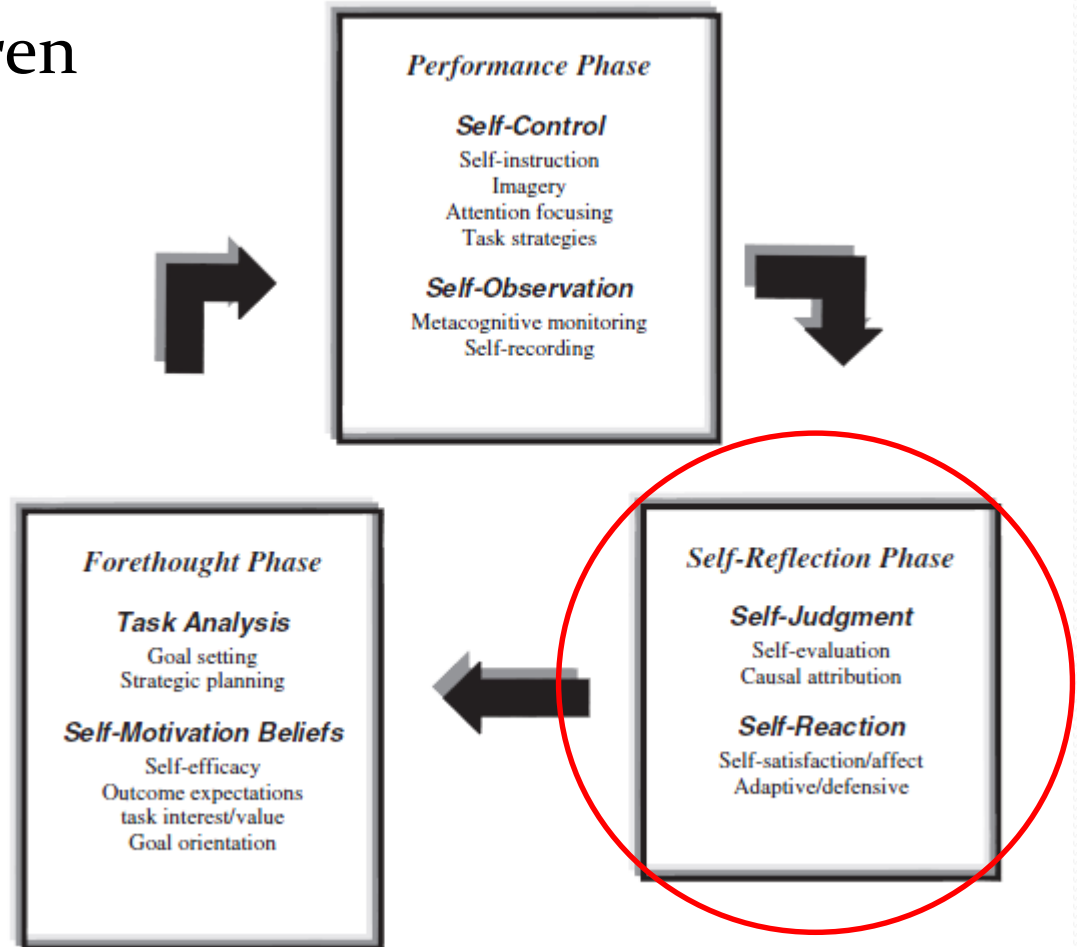 ren
Performance Phase
Self-Control
Self-instruction
Imagery
Attention focusing
Task strategies
Self-Observation
Metacognitive monitoring
Self-recording
Forethought Phase
Task Analysis
Goal setting
Strategic planning
Self-Motivation Beliefs
Self-efficacy
Outcome expectations
task interest/value
Goal orientation
Self-Reflection Phase
Self-Judgment
Self-evaluation
Causal attribution
Self-Reaction
Self-satisfaction/affect
Adaptive/defensive